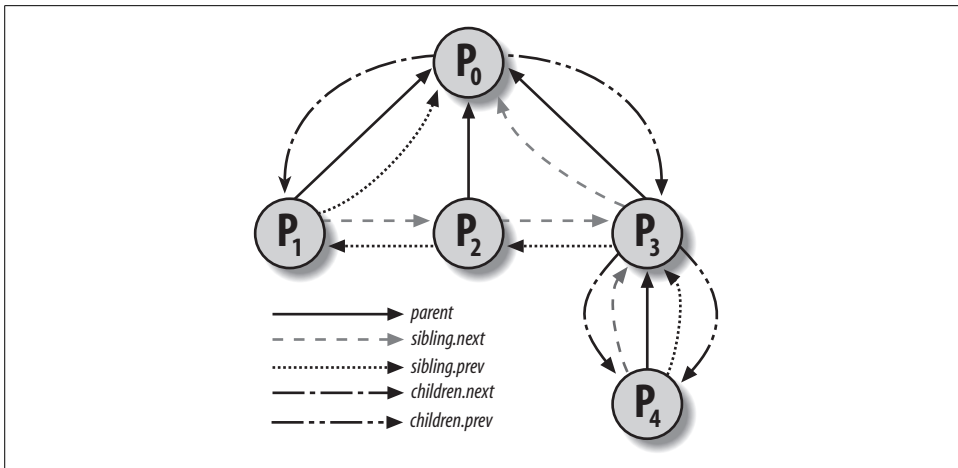 P0
P1 P2 P3
parent
sibling.next
sibling.prev
children.next
children.prev
P4